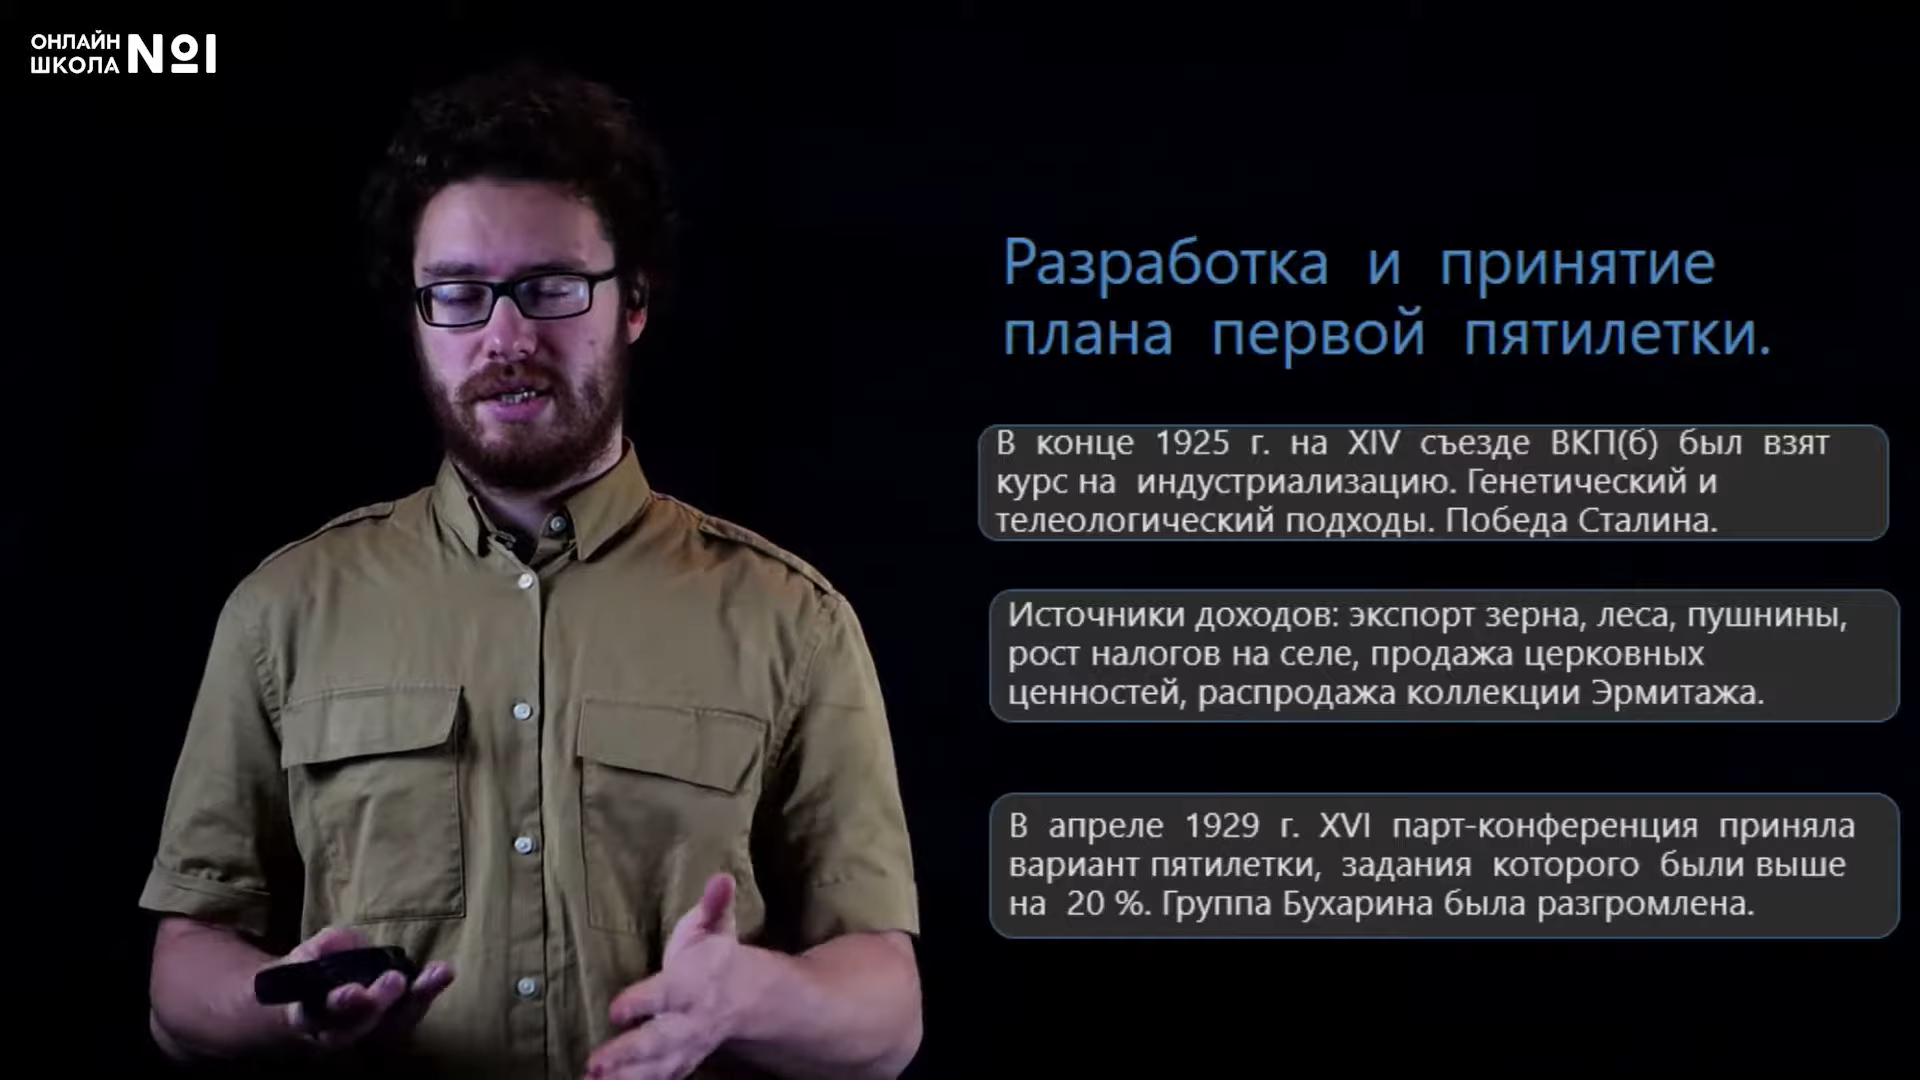 ОНЛАЙН
ШКОЛА №1
Разработка и принятие
плана первой пятилетки.
В конце 1925 г. на XIV съезде ВКП(б) был взят
курс на индустриализацию. Генетический и
телеологический подходы. Победа Сталина.
Источники доходов: экспорт зерна, леса, пушнины,
рост налогов на селе, продажа церковных
ценностей, распродажа коллекции Эрмитажа.
В апреле 1929 г. XVI парт-конференция приняла
вариант пятилетки, задания которого были выше
на 20 %. Группа Бухарина была разгромлена.